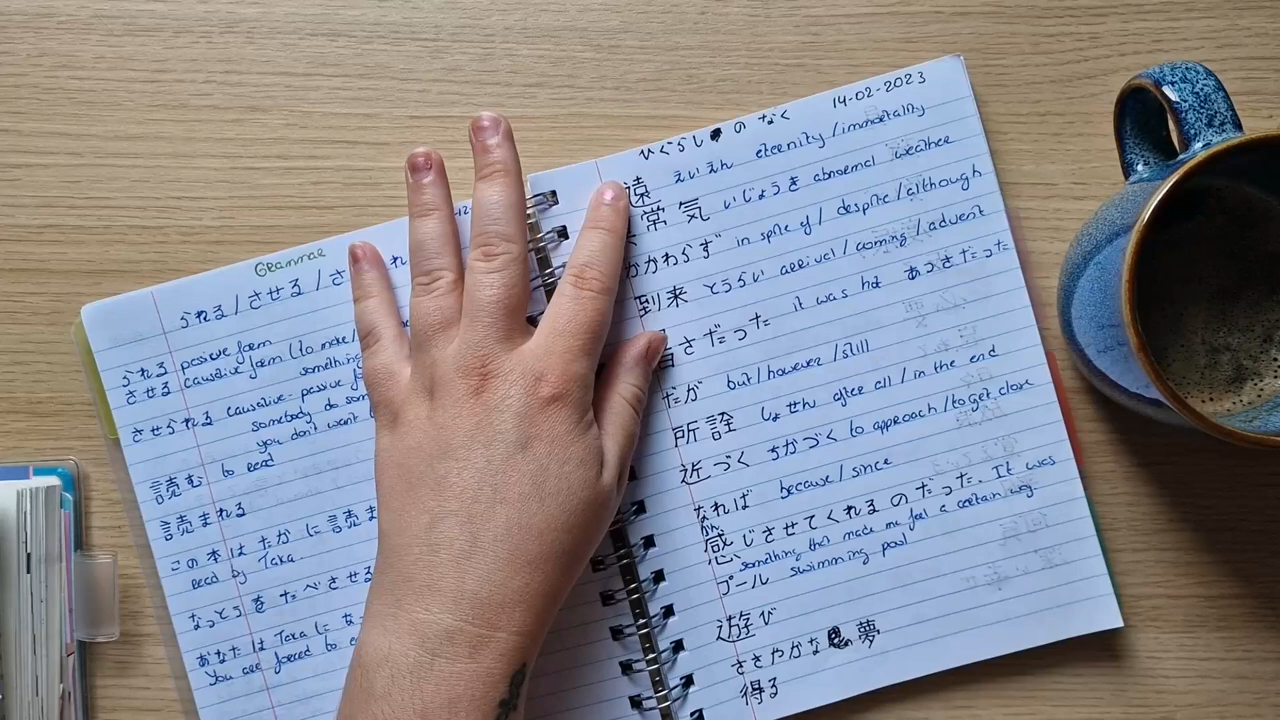 Grammar
られる / させる / さ
られる passive form
させる causative form (to make/
something
させられる causative-passive
somebody do
you don't want
読む to read
読まれる
この本は たか に 読ま
read by Taka
なっとう を たべさせる
あなた は Taka に な
You are forced to
14-02-2023
ひぐらし の なく
遠 えいえん eternity / immortality
常気 いじょうき abnormal weather
かかわらず in spite of / despite / although
到来 とうらい arrival / coming / advent
さだった it was hot あつさだった
だが but / however / still
所詮 しょせん after all / in the end
近づく ちかづく to approach / to get close
なれば because / since
かん
感じさせてくれるのだった. It was
something that made me feel a certain way
プール swimming pool
遊び
ささやかな 夢
得る